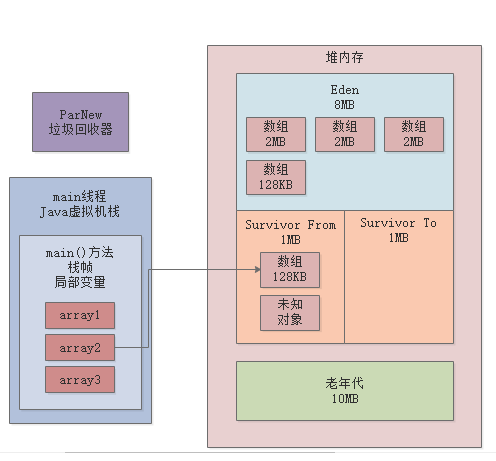 堆内存
Eden
8MB
数组
2MB
数组
2MB
数组
2MB
数组
128KB
ParNew
垃圾回收器
main线程
Java虚拟机栈
main()方法
栈帧
局部变量
array1
array2
array3
Survivor From
1MB
数组
128KB
未知
对象
Survivor To
1MB
老年代
10MB